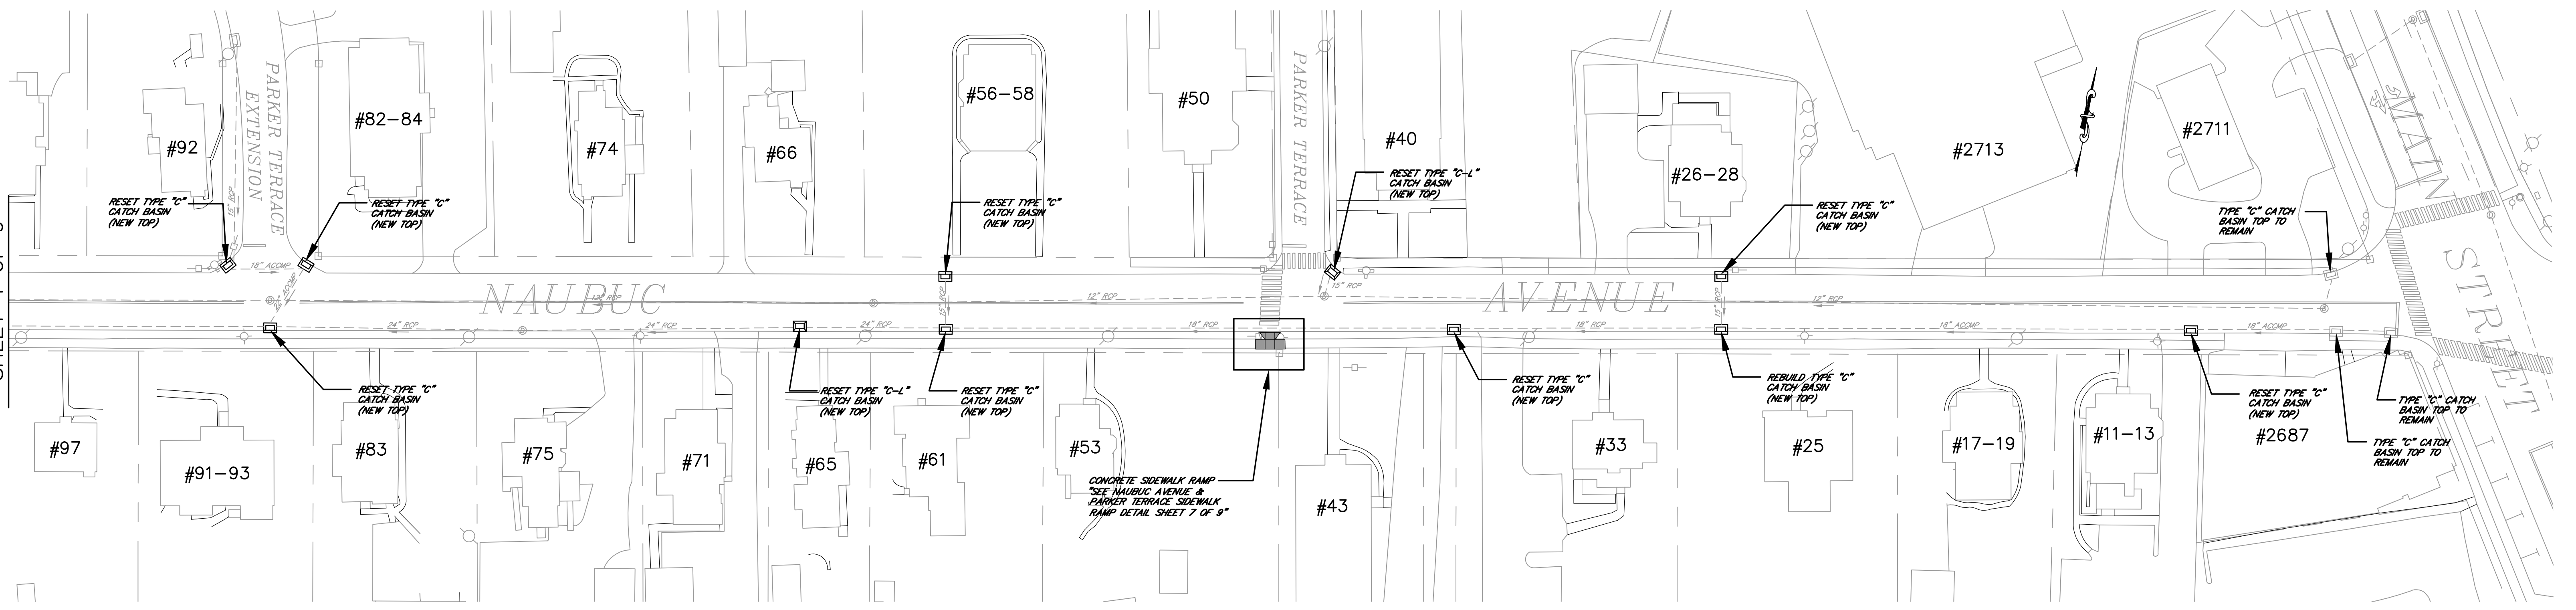 PARKER TERRACE
EXTENSION
#92
#82-84
#74
#66
#56-58
#50
PARKER TERRACE
#40
#26-28
#2713
#2711
MAIN
STREET
15" RCP
RESET TYPE "C"
CATCH BASIN
(NEW TOP)
RESET TYPE "C"
CATCH BASIN
(NEW TOP)
RESET TYPE "C"
CATCH BASIN
(NEW TOP)
RESET TYPE "C-L"
CATCH BASIN
(NEW TOP)
RESET TYPE "C"
CATCH BASIN
(NEW TOP)
TYPE "C" CATCH
BASIN TOP TO
REMAIN
18" ACCMP
15" RCP
NAUBUC
AVENUE
12" RCP
12" RCP
15" RCP
15" RCP
12" RCP
24" RCP
24" RCP
18" RCP
18" RCP
18" ACCMP
18" ACCMP
RESET TYPE "C"
CATCH BASIN
(NEW TOP)
RESET TYPE "C-L"
CATCH BASIN
(NEW TOP)
RESET TYPE "C"
CATCH BASIN
(NEW TOP)
RESET TYPE "C"
CATCH BASIN
(NEW TOP)
REBUILD TYPE "C"
CATCH BASIN
(NEW TOP)
RESET TYPE "C"
CATCH BASIN
(NEW TOP)
TYPE "C" CATCH
BASIN TOP TO
REMAIN
TYPE "C" CATCH
BASIN TOP TO
REMAIN
#97
#91-93
#83
#75
#71
#65
#61
#53
#43
#33
#25
#17-19
#11-13
#2687
CONCRETE SIDEWALK RAMP
"SEE NAUBUC AVENUE &
PARKER TERRACE SIDEWALK
RAMP DETAIL SHEET 7 OF 9"